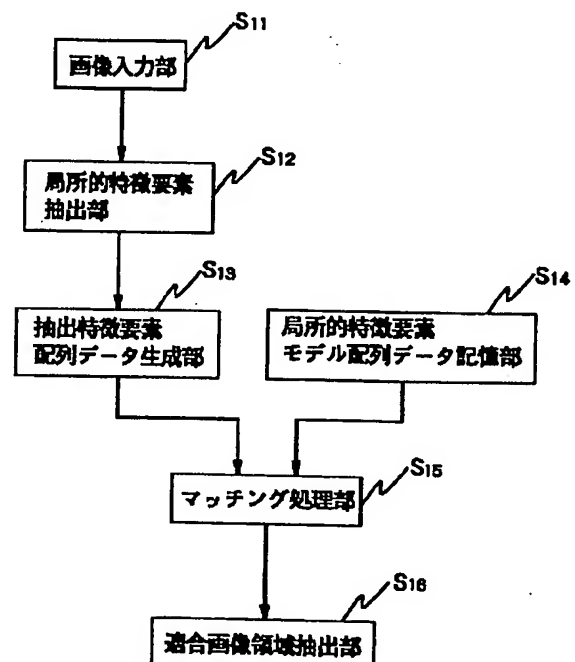 S11
画像入力部
S12
局所的特徴要素
抽出部
S13
抽出特徴要素
配列データ生成部
S14
局所的特徴要素
モデル配列データ記憶部
S15
マッチング処理部
S16
適合画像領域抽出部